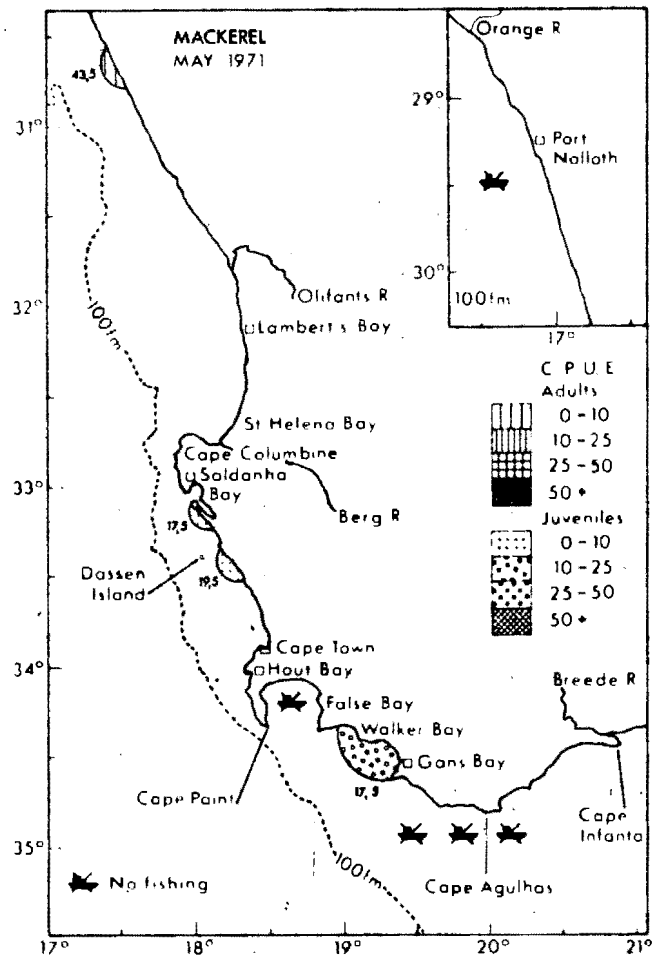 MACKEREL
MAY 1971
43,5
31°
32°
33°
34°
35°
17°
18°
19°
20°
21°
100fm
Olifants R
Lambert's Bay
St Helena Bay
Cape Columbine
Saldanha
Bay
Berg R
17,5
Dassen
Island
19,5
Cape Town
Hout Bay
False Bay
Walker Bay
Gans Bay
17,5
Cape Point
Breede R
Cape
Infanta
Cape Agulhas
100fm
No fishing
Orange R
29°
Port
Nolloth
30°
100fm
17°
C P U E
Adults
0-10
10-25
25-50
50+
Juveniles
0-10
10-25
25-50
50+